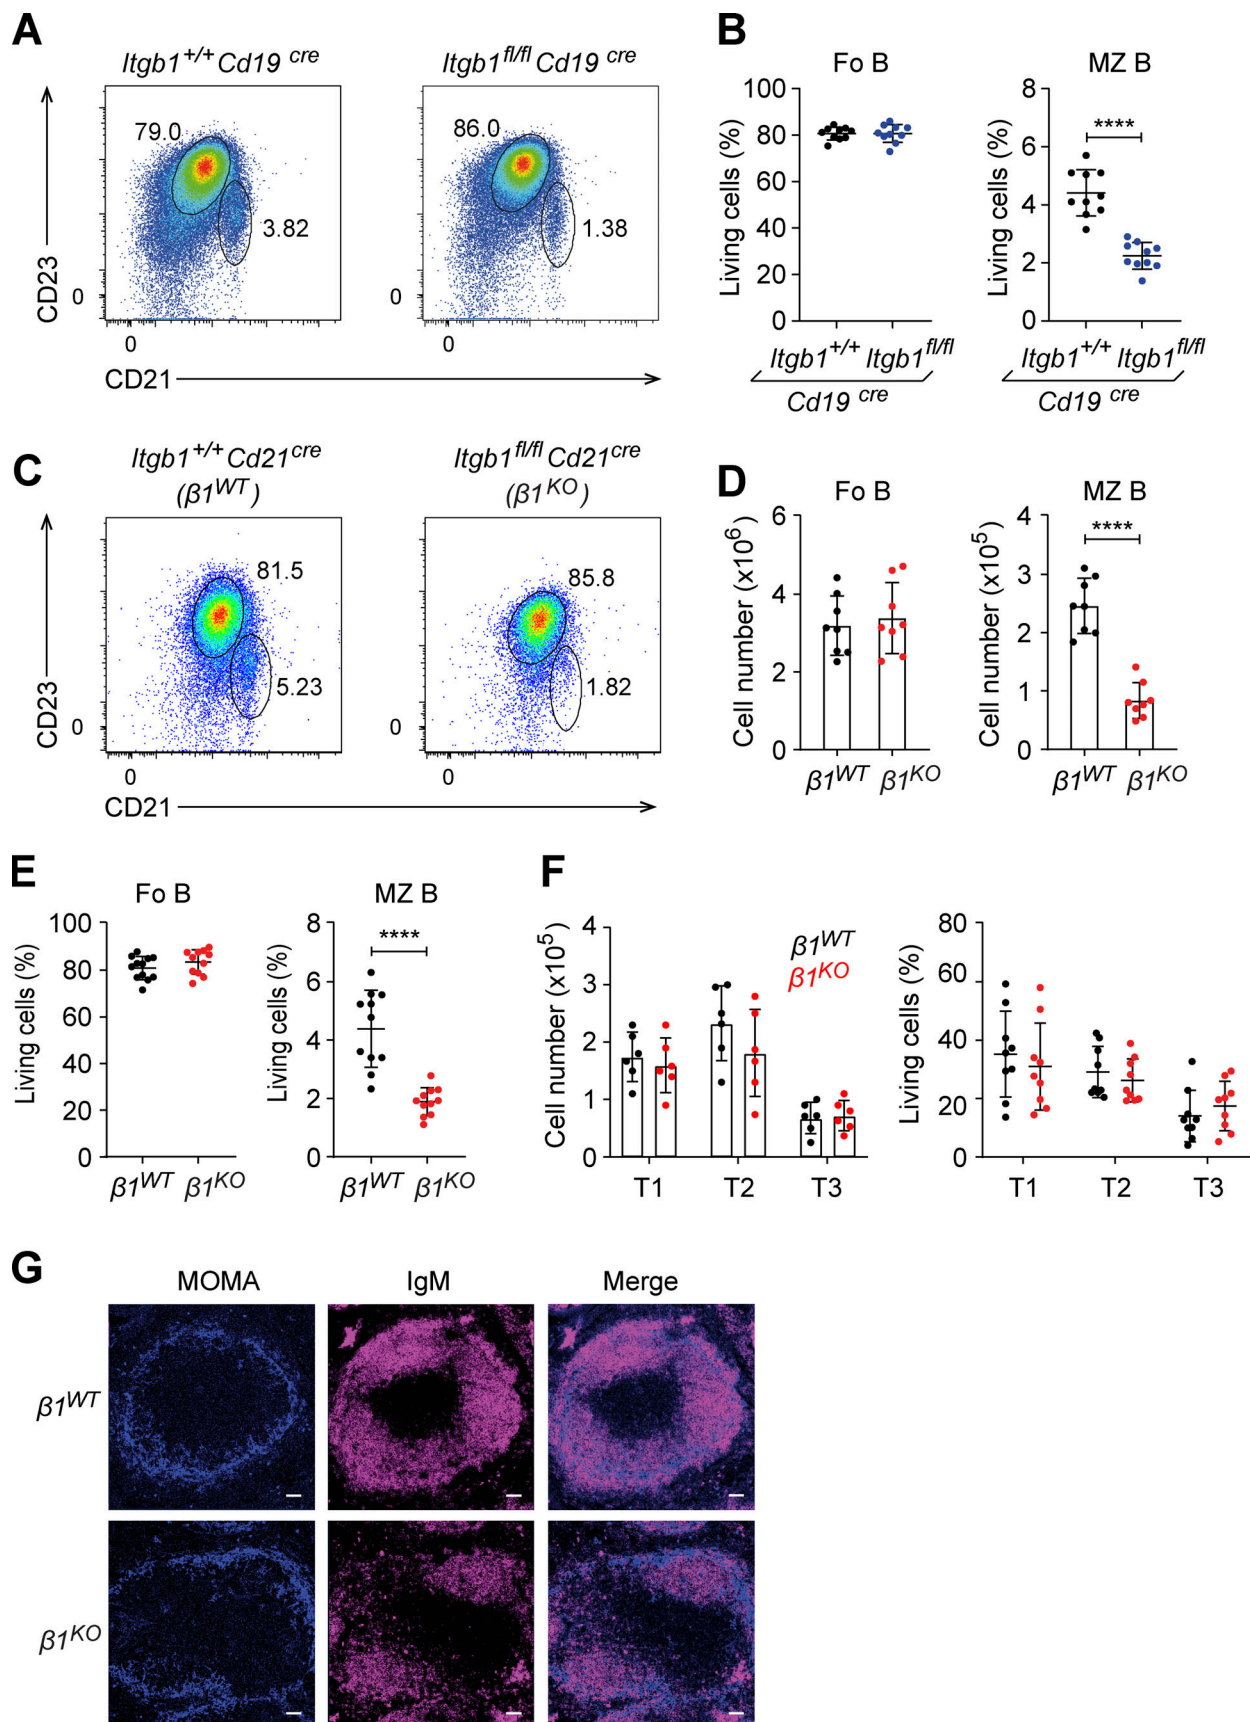 A
Itgb1+/+ Cd19 cre
Itgb1fl/fl Cd19 cre
79.0
3.82
86.0
1.38
CD23
0
0
0
0
CD21
B
Fo B
MZ B
Living cells (%)
100
80
60
40
20
0
Living cells (%)
8
6
4
2
0
****
Itgb1+/+ Itgb1fl/fl
Cd19 cre
Itgb1+/+ Itgb1fl/fl
Cd19 cre
C
Itgb1+/+ Cd21cre
(β1WT)
Itgb1fl/fl Cd21cre
(β1KO)
81.5
5.23
85.8
1.82
CD23
0
0
0
0
CD21
D
Fo B
MZ B
Cell number (x10⁶)
6
4
2
0
Cell number (x10⁵)
4
3
2
1
0
****
β1WT β1KO
β1WT β1KO
E
Fo B
MZ B
Living cells (%)
100
80
60
40
20
0
Living cells (%)
8
6
4
2
0
****
β1WT β1KO
β1WT β1KO
F
Cell number (x10⁵)
4
3
2
1
0
β1WT
β1KO
T1 T2 T3
Living cells (%)
80
60
40
20
0
T1 T2 T3
G
MOMA IgM Merge
β1WT
β1KO